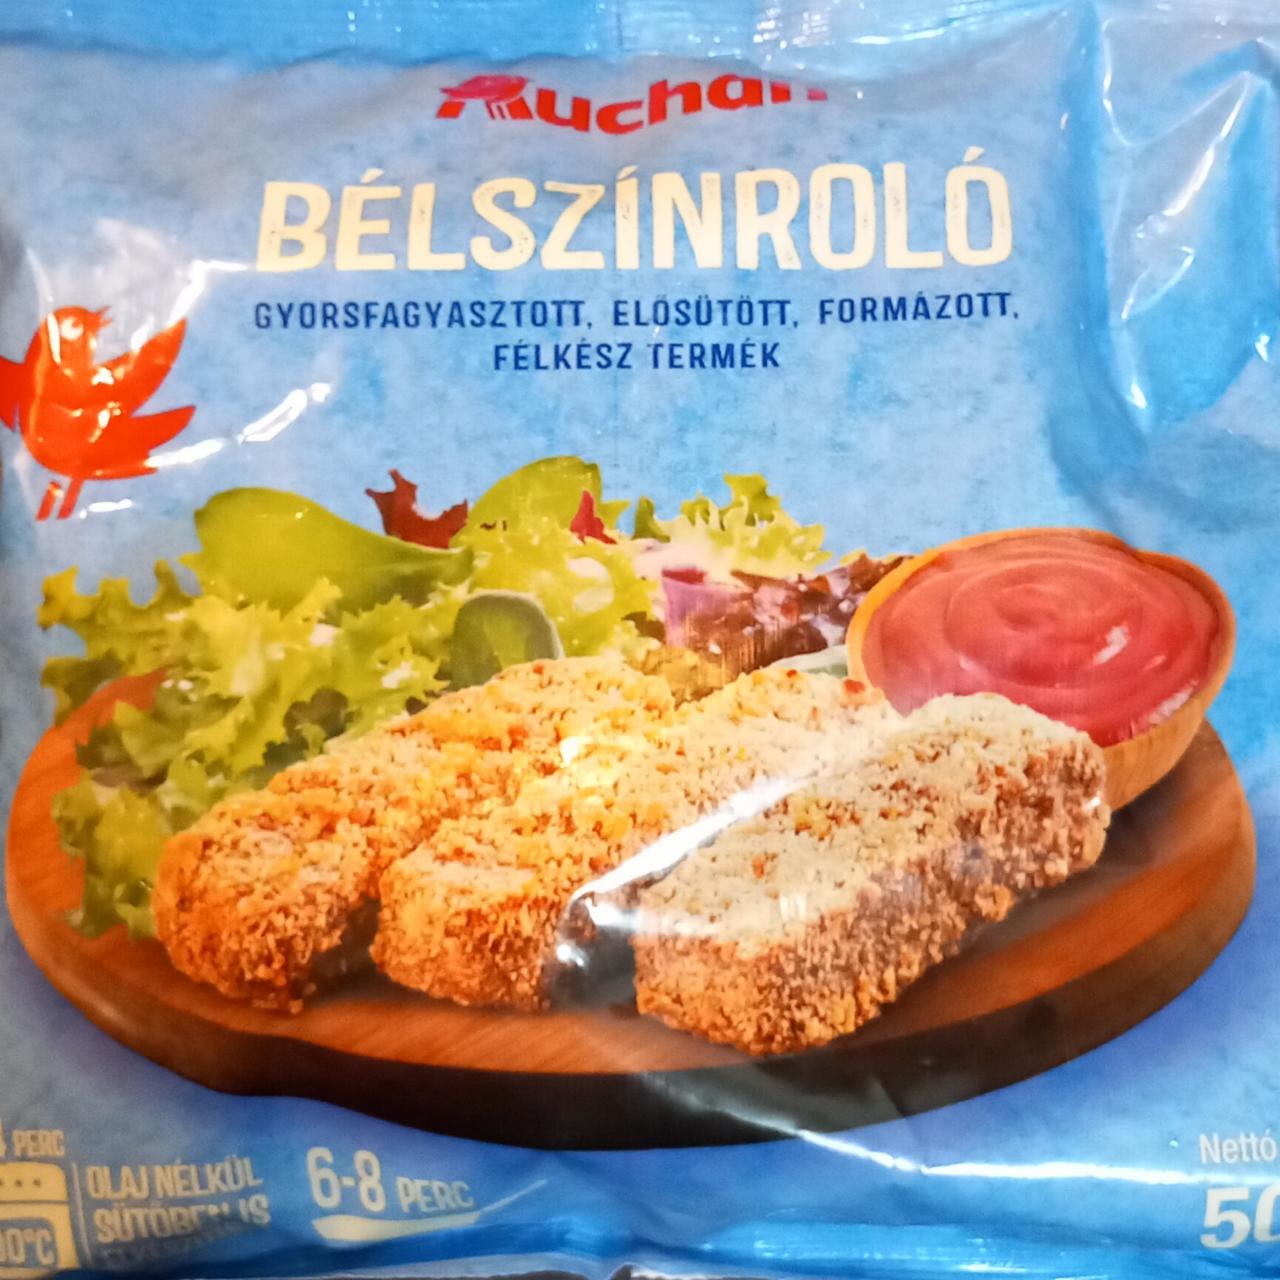 Auchan
BÉLSZÍNROLÓ
GYORSFAGYASZTOTT, ELŐSÜTÖTT, FORMÁZOTT,
FÉLKÉSZ TERMÉK
PERC
OLAJ NÉLKÜL
SÜTŐBEN IS
6-8 PERC
Nettó